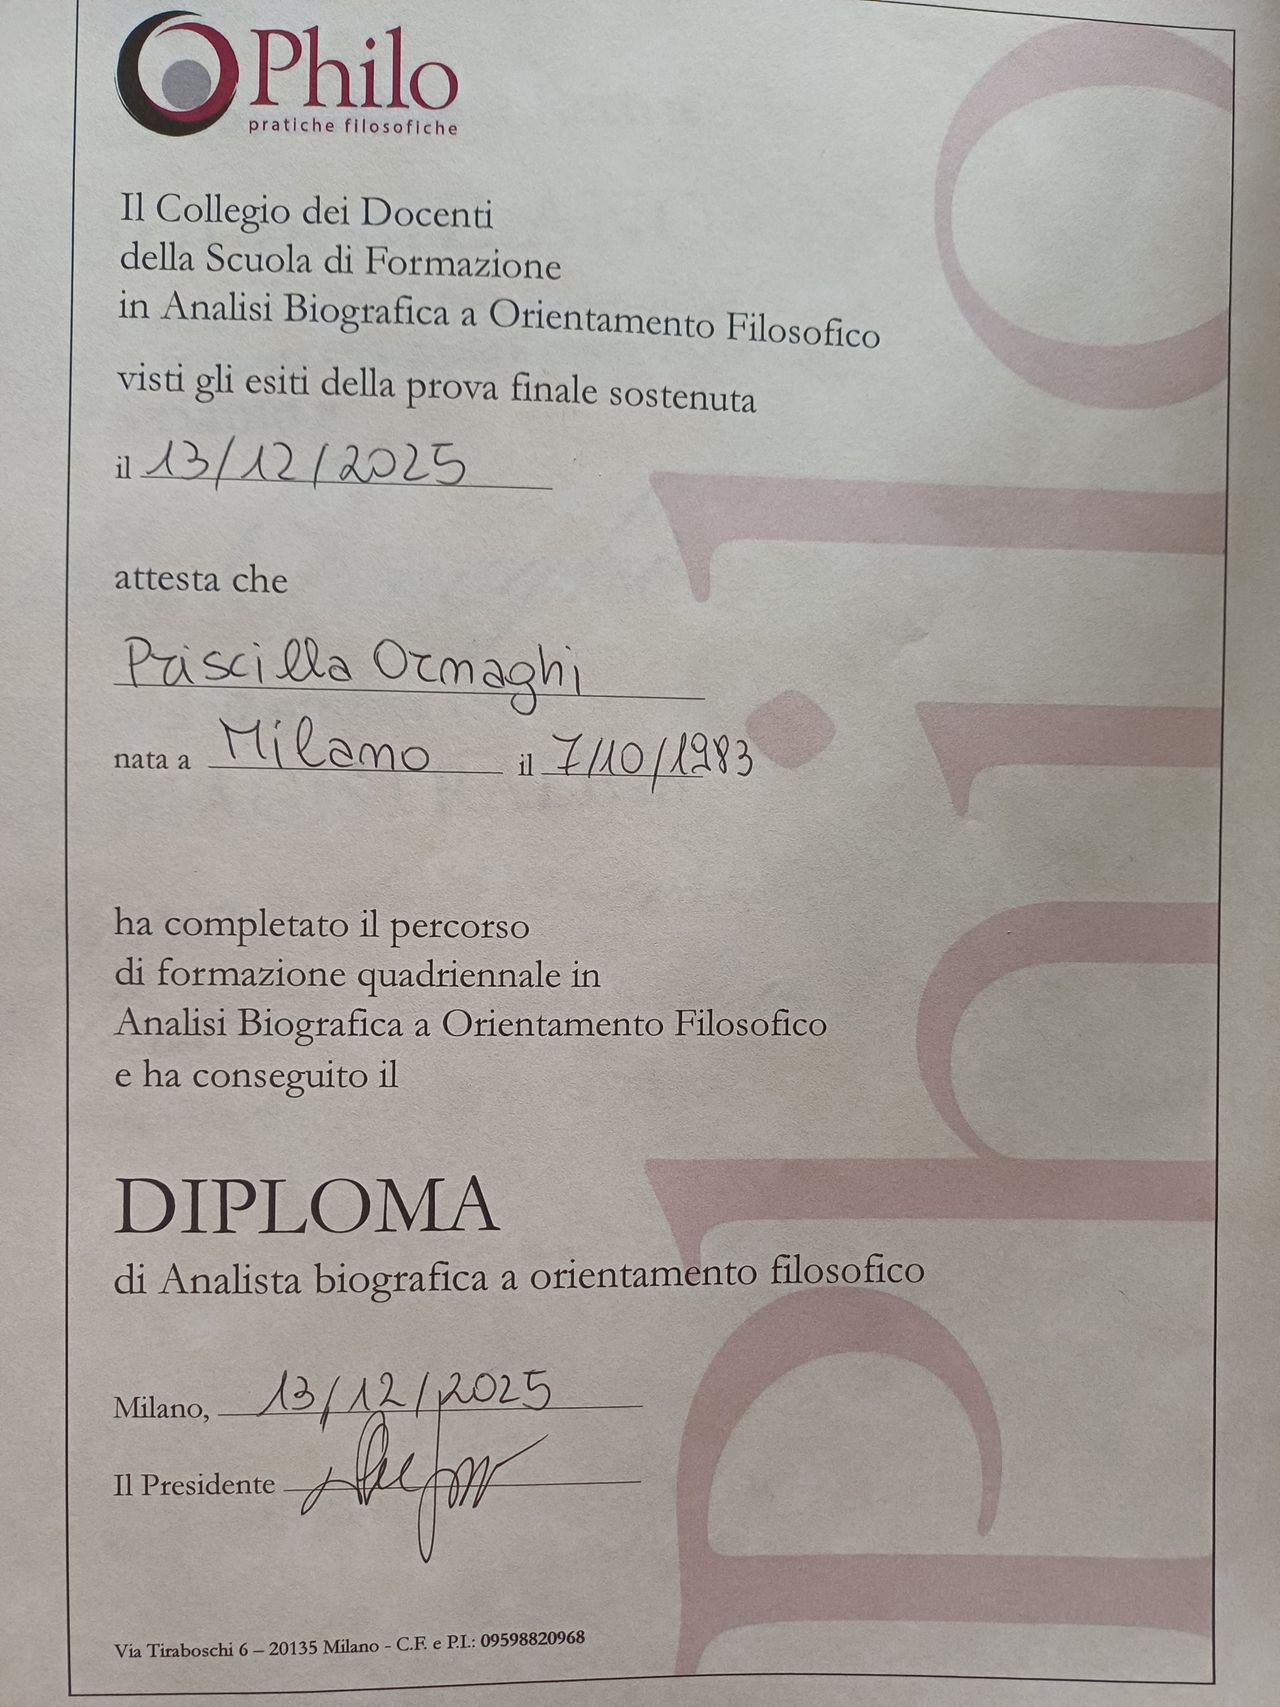 Philo
pratiche filosofiche
Il Collegio dei Docenti
della Scuola di Formazione
in Analisi Biografica a Orientamento Filosofico
visti gli esiti della prova finale sostenuta
il 13/12/2025
attesta che
Priscilla Ormaghi
nata a Milano il 7/10/1983
ha completato il percorso
di formazione quadriennale in
Analisi Biografica a Orientamento Filosofico
e ha conseguito il
DIPLOMA
di Analista biografica a orientamento filosofico
Milano, 13/12/2025
Il Presidente
Via Tiraboschi 6 – 20135 Milano - C.F. e P.I.: 09598820968
Philo